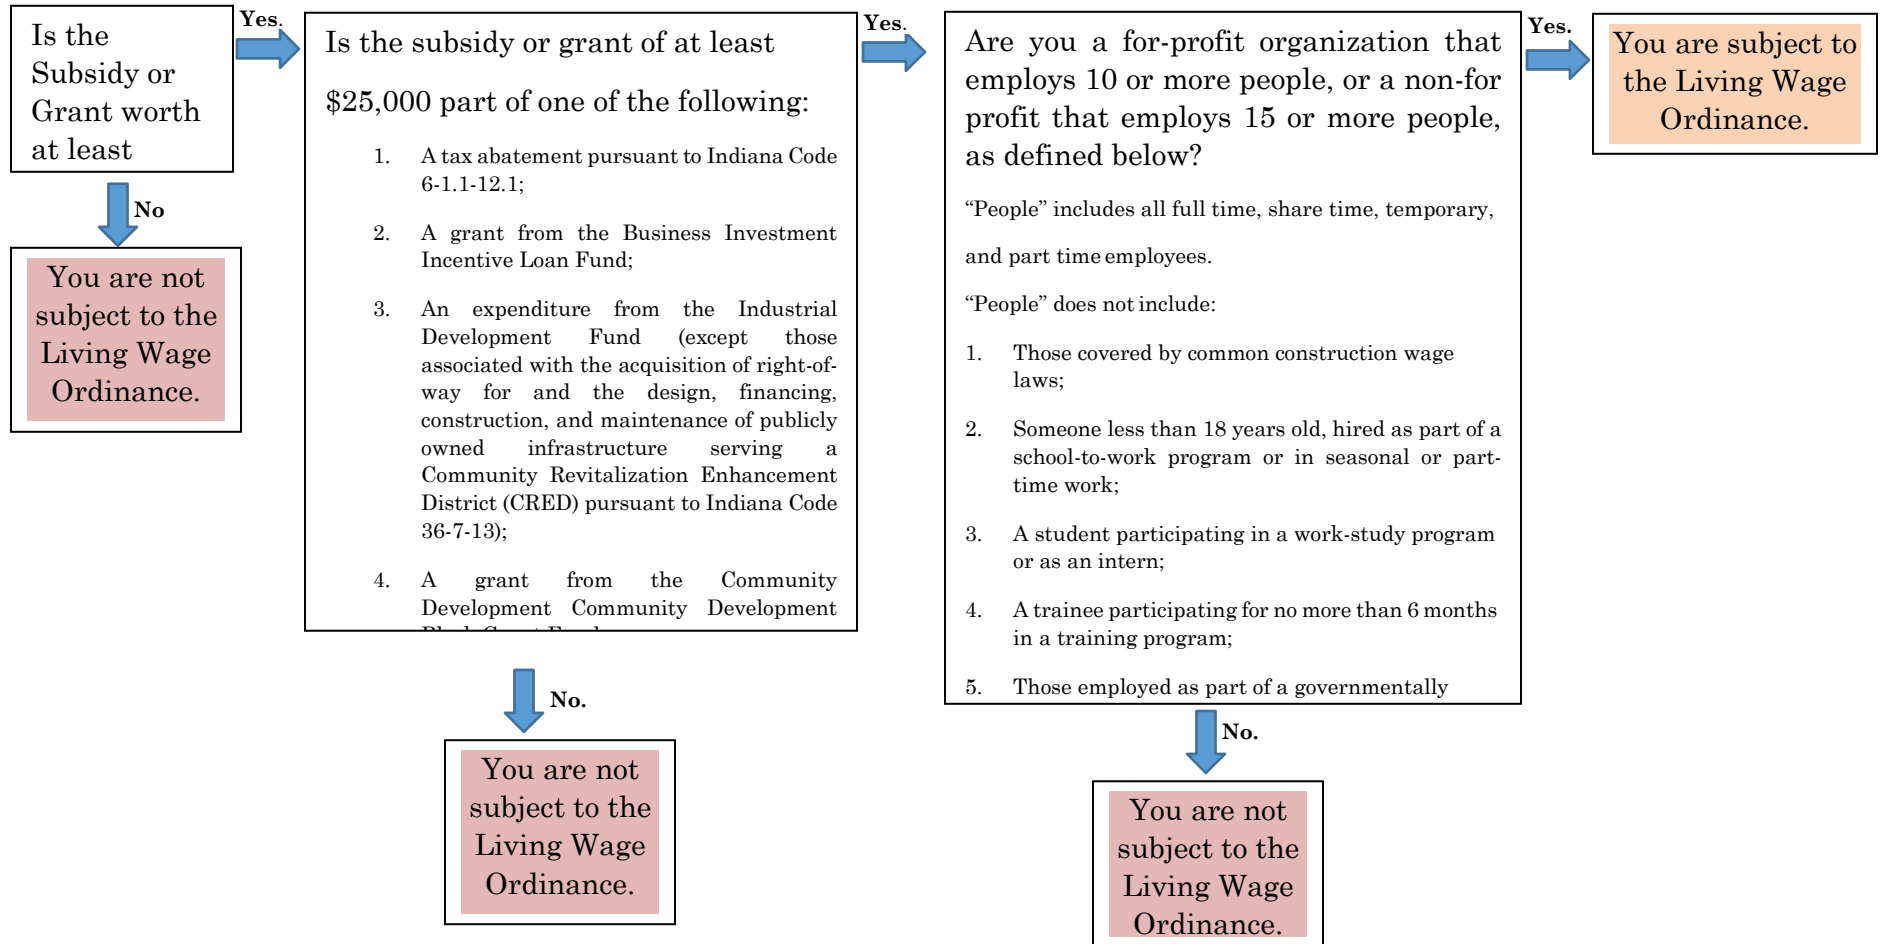 Is the
Subsidy or
Grant worth
at least
Yes.
No
You are not
subject to the
Living Wage
Ordinance.
Is the subsidy or grant of at least
$25,000 part of one of the following:
1. A tax abatement pursuant to Indiana Code
6-1.1-12.1;
2. A grant from the Business Investment
Incentive Loan Fund;
3. An expenditure from the Industrial
Development Fund (except those
associated with the acquisition of right-of-
way for and the design, financing,
construction, and maintenance of publicly
owned infrastructure serving a
Community Revitalization Enhancement
District (CRED) pursuant to Indiana Code
36-7-13);
4. A grant from the Community
Development Community Development
Yes.
No.
You are not
subject to the
Living Wage
Ordinance.
Are you a for-profit organization that
employs 10 or more people, or a non-for
profit that employs 15 or more people,
as defined below?
“People” includes all full time, share time, temporary,
and part time employees.
“People” does not include:
1. Those covered by common construction wage
laws;
2. Someone less than 18 years old, hired as part of a
school-to-work program or in seasonal or part-
time work;
3. A student participating in a work-study program
or as an intern;
4. A trainee participating for no more than 6 months
in a training program;
5. Those employed as part of a governmentally
Yes.
No.
You are not
subject to the
Living Wage
Ordinance.
You are subject to
the Living Wage
Ordinance.